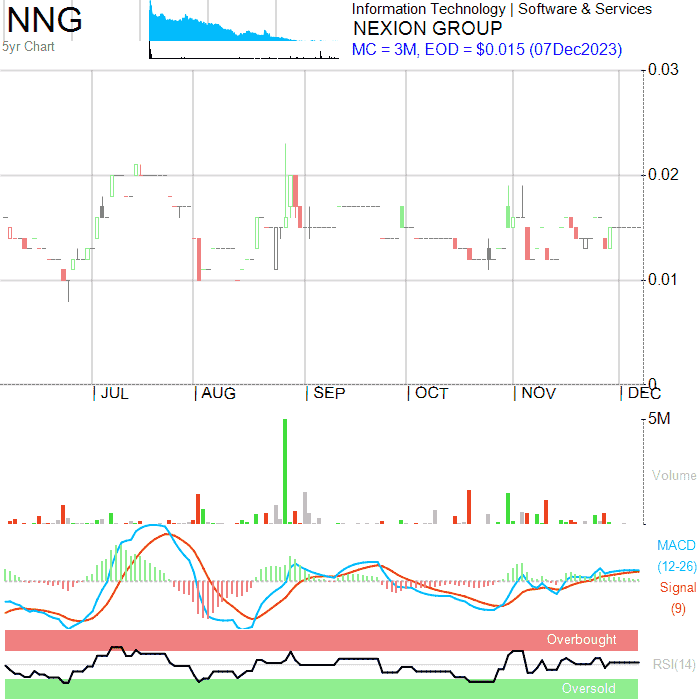 NNG
5yr Chart
Information Technology | Software & Services
NEXION GROUP
MC = 3M, EOD = $0.015 (07Dec2023)
0.03
0.02
0.01
0
JUL AUG SEP OCT NOV DEC
5M
Volume
MACD
(12-26)
Signal
(9)
Overbought
RSI(14)
Oversold